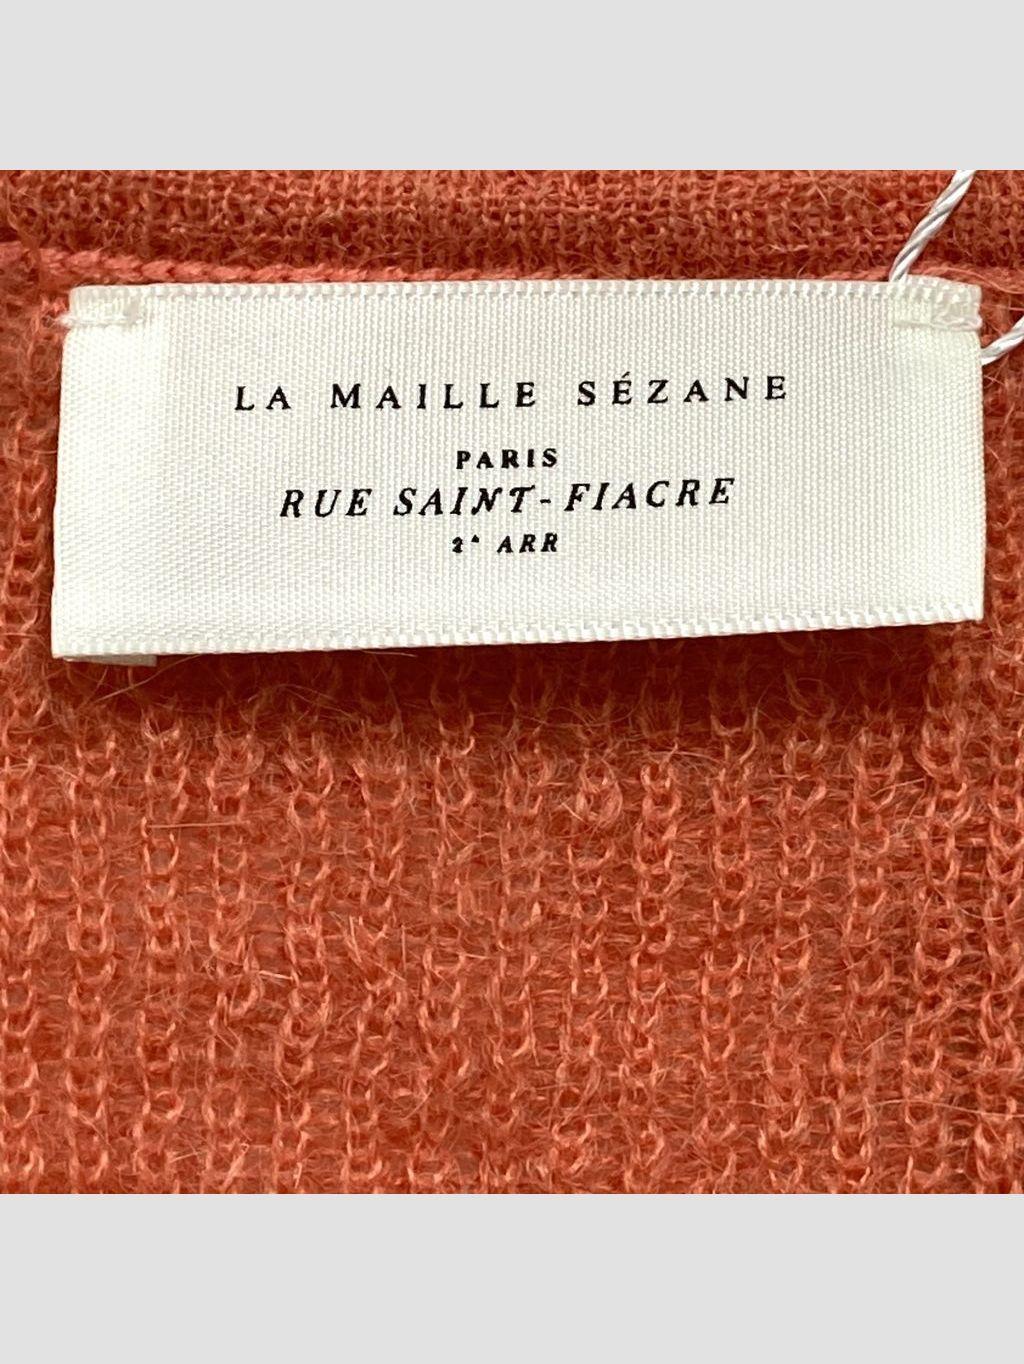 LA MAILLE SÉZANE
PARIS
RUE SAINT-FIACRE
2ᵉ ARR